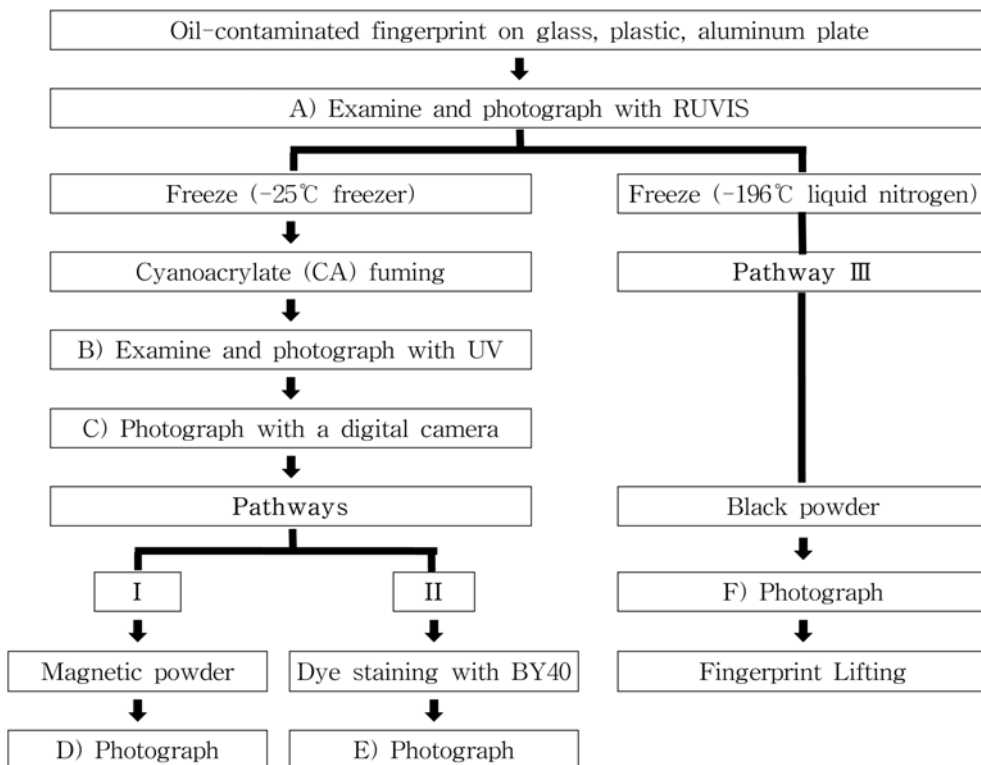 Oil-contaminated fingerprint on glass, plastic, aluminum plate
A) Examine and photograph with RUVIS
Freeze (-25℃ freezer)
Freeze (-196℃ liquid nitrogen)
Cyanoacrylate (CA) fuming
Pathway Ⅲ
B) Examine and photograph with UV
C) Photograph with a digital camera
Pathways
Black powder
I
II
F) Photograph
Magnetic powder
Dye staining with BY40
Fingerprint Lifting
D) Photograph
E) Photograph